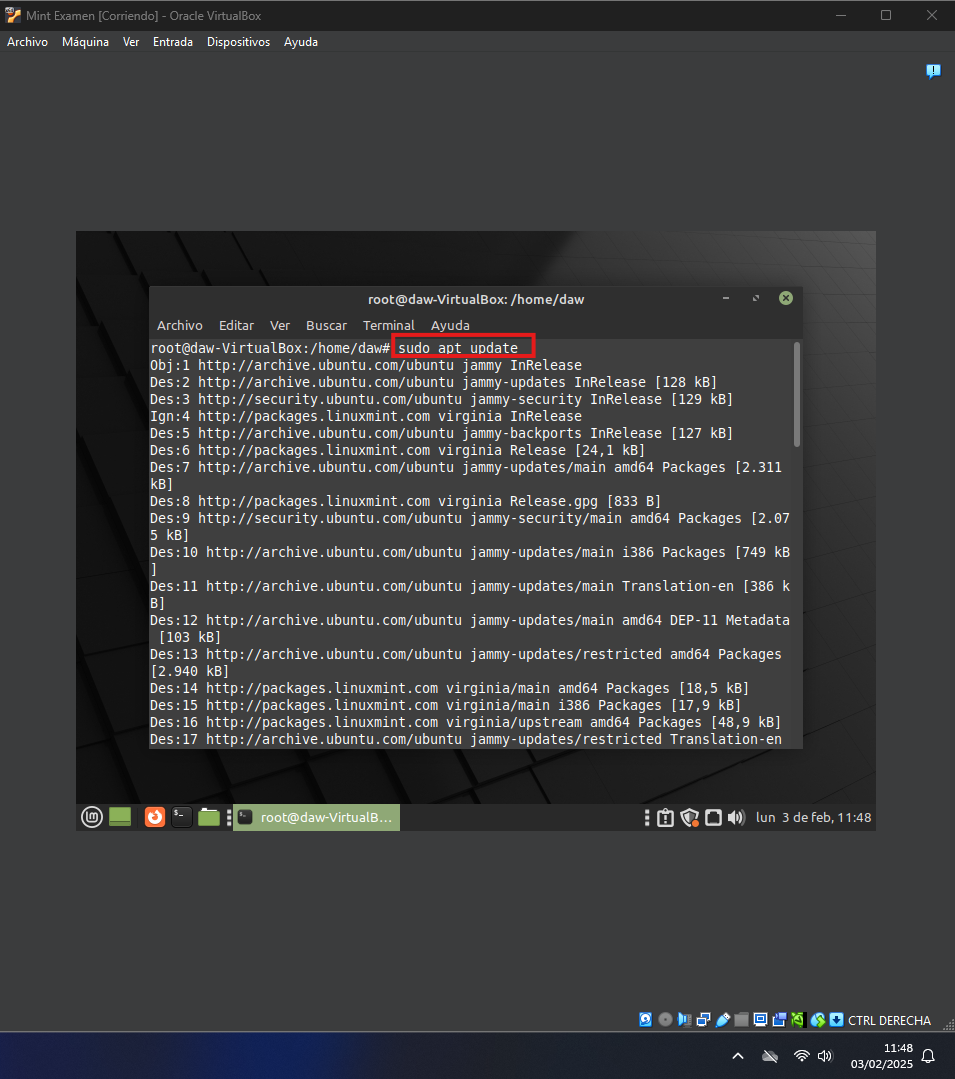 Mint Examen [Corriendo] - Oracle VirtualBox
Archivo Máquina Ver Entrada Dispositivos Ayuda
root@daw-VirtualBox: /home/daw
Archivo Editar Ver Buscar Terminal Ayuda
root@daw-VirtualBox:/home/daw# sudo apt update
Obj:1 http://archive.ubuntu.com/ubuntu jammy InRelease
Des:2 http://archive.ubuntu.com/ubuntu jammy-updates InRelease [128 kB]
Des:3 http://security.ubuntu.com/ubuntu jammy-security InRelease [129 kB]
Ign:4 http://packages.linuxmint.com virginia InRelease
Des:5 http://archive.ubuntu.com/ubuntu jammy-backports InRelease [127 kB]
Des:6 http://packages.linuxmint.com virginia Release [24,1 kB]
Des:7 http://archive.ubuntu.com/ubuntu jammy-updates/main amd64 Packages [2.311
kB]
Des:8 http://packages.linuxmint.com virginia Release.gpg [833 B]
Des:9 http://security.ubuntu.com/ubuntu jammy-security/main amd64 Packages [2.07
5 kB]
Des:10 http://archive.ubuntu.com/ubuntu jammy-updates/main i386 Packages [749 kB
]
Des:11 http://archive.ubuntu.com/ubuntu jammy-updates/main Translation-en [386 k
B]
Des:12 http://archive.ubuntu.com/ubuntu jammy-updates/main amd64 DEP-11 Metadata
[103 kB]
Des:13 http://archive.ubuntu.com/ubuntu jammy-updates/restricted amd64 Packages
[2.940 kB]
Des:14 http://packages.linuxmint.com virginia/main amd64 Packages [18,5 kB]
Des:15 http://packages.linuxmint.com virginia/main i386 Packages [17,9 kB]
Des:16 http://packages.linuxmint.com virginia/upstream amd64 Packages [48,9 kB]
Des:17 http://archive.ubuntu.com/ubuntu jammy-updates/restricted Translation-en
root@daw-VirtualB... lun 3 de feb, 11:48
CTRL DERECHA
11:48
03/02/2025